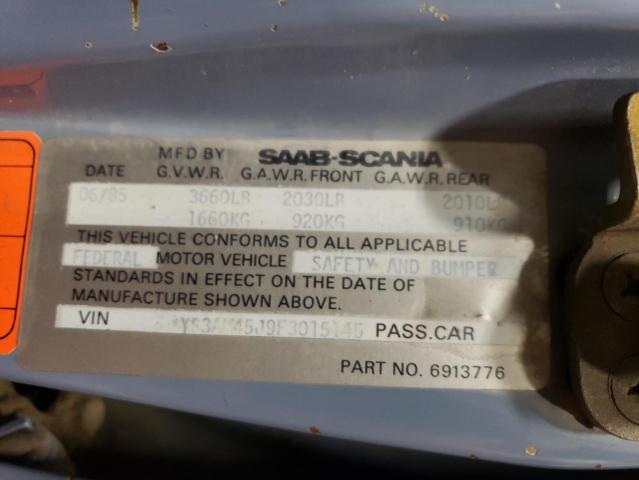 MFD BY SAAB-SCANIA
DATE G.V.W.R. G.A.W.R. FRONT G.A.W.R. REAR
06/85 3660LB 2030LB 2010LB
1660KG 920KG 910KG
THIS VEHICLE CONFORMS TO ALL APPLICABLE
FEDERAL MOTOR VEHICLE SAFETY AND BUMPER
STANDARDS IN EFFECT ON THE DATE OF
MANUFACTURE SHOWN ABOVE.
VIN PASS.CAR
PART NO. 6913776